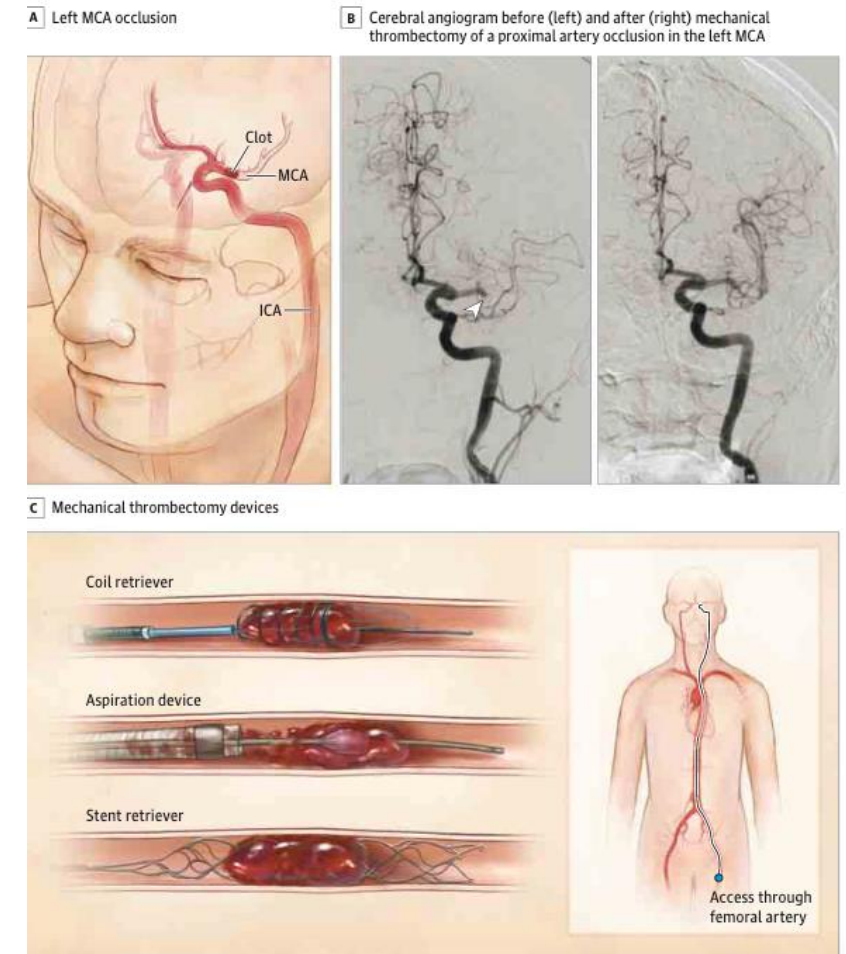 A Left MCA occlusion
B Cerebral angiogram before (left) and after (right) mechanical
thrombectomy of a proximal artery occlusion in the left MCA
Clot
MCA
ICA
C Mechanical thrombectomy devices
Coil retriever
Aspiration device
Stent retriever
Access through
femoral artery